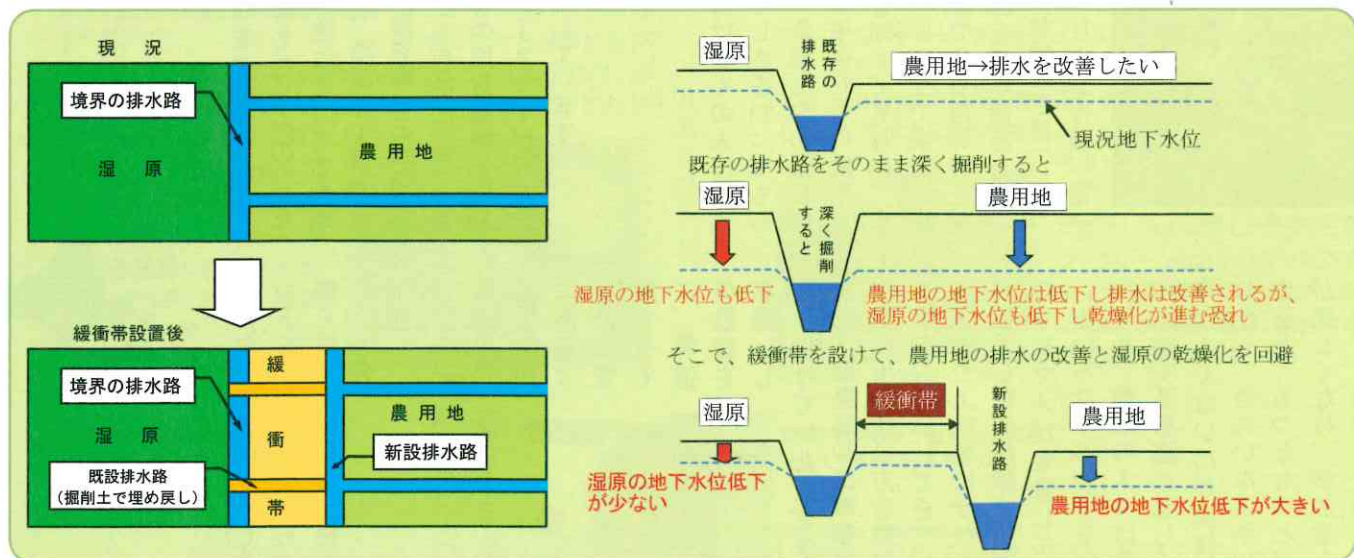 現況
境界の排水路
湿原
農用地
緩衝帯設置後
境界の排水路
湿原
既設排水路
(掘削土で埋め戻し)
緩
衝
帯
農用地
新設排水路
湿原
既存の
排水路
農用地→排水を改善したい
現況地下水位
既存の排水路をそのまま深く掘削すると
湿原
深く掘削
すると
農用地
湿原の地下水位も低下
農用地の地下水位は低下し排水は改善されるが、
湿原の地下水位も低下し乾燥化が進む恐れ
そこで、緩衝帯を設けて、農用地の排水の改善と湿原の乾燥化を回避
湿原
緩衝帯
新設排水路
農用地
湿原の地下水位低下
が少ない
農用地の地下水位低下が大きい